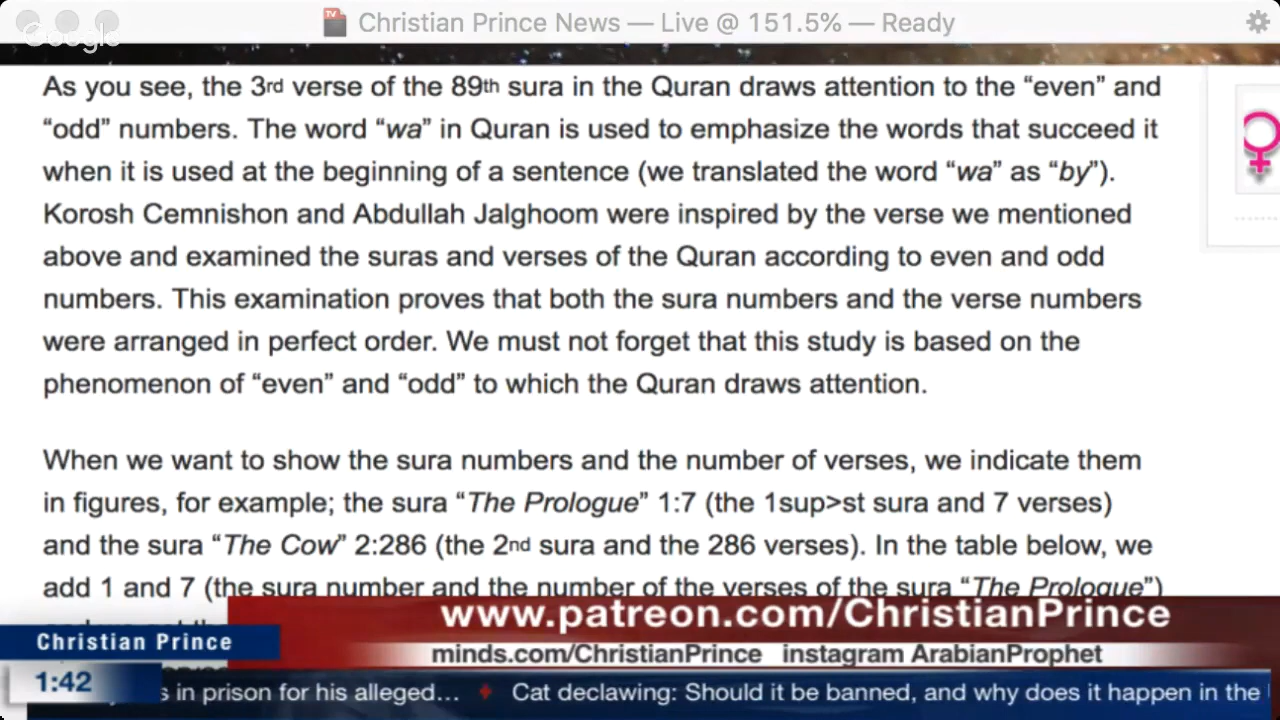 Christian Prince News — Live @ 151.5% — Ready
Google
TV
As you see, the 3rd verse of the 89th sura in the Quran draws attention to the “even” and
“odd” numbers. The word “wa” in Quran is used to emphasize the words that succeed it
when it is used at the beginning of a sentence (we translated the word “wa” as “by”).
Korosh Cemnishon and Abdullah Jalghoom were inspired by the verse we mentioned
above and examined the suras and verses of the Quran according to even and odd
numbers. This examination proves that both the sura numbers and the verse numbers
were arranged in perfect order. We must not forget that this study is based on the
phenomenon of “even” and “odd” to which the Quran draws attention.
When we want to show the sura numbers and the number of verses, we indicate them
in figures, for example; the sura “The Prologue” 1:7 (the 1sup>st sura and 7 verses)
and the sura “The Cow” 2:286 (the 2nd sura and the 286 verses). In the table below, we
add 1 and 7 (the sura number and the number of the verses of the sura “The Prologue”)
www.patreon.com/ChristianPrince
Christian Prince
minds.com/ChristianPrince instagram ArabianProphet
1:42
s in prison for his alleged... ♦ Cat declawing: Should it be banned, and why does it happen in the